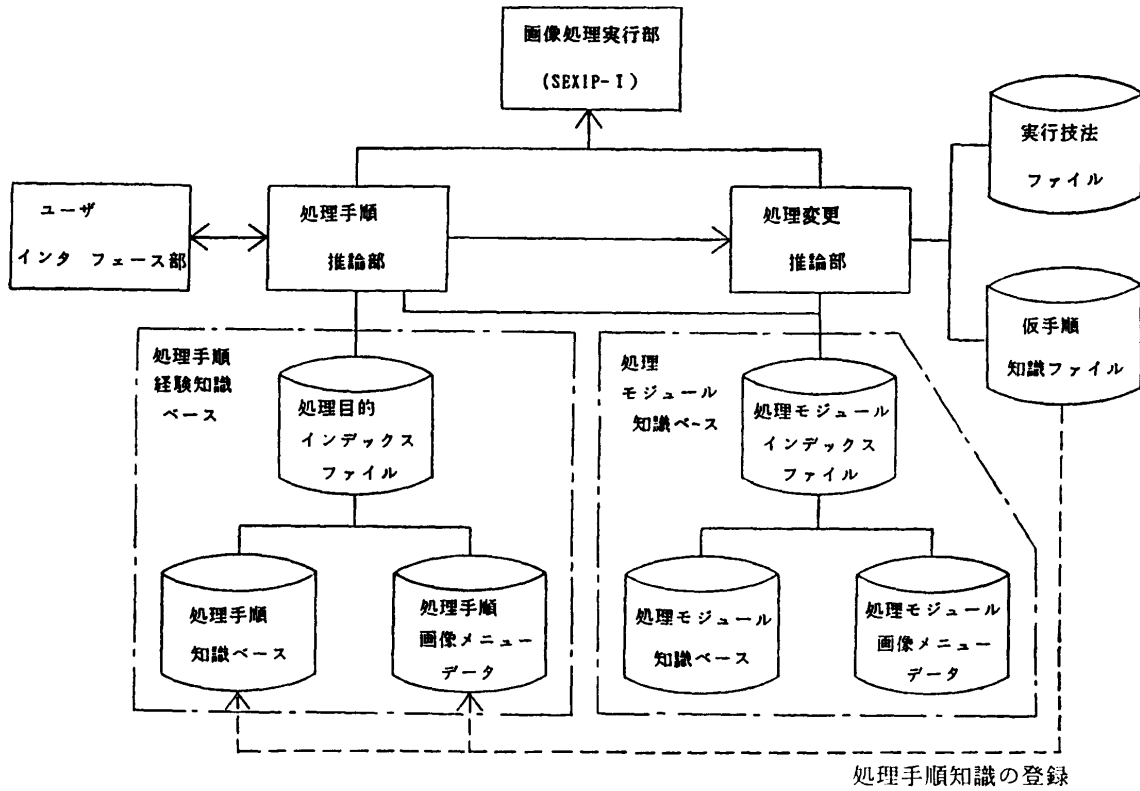 画像処理実行部
(SEXIP-I)
実行技法
ファイル
ユーザ
インタ フェース部
処理手順
推論部
処理変更
推論部
仮手順
知識ファイル
処理手順
経験知識
ベース
処理目的
インデックス
ファイル
処理
モジュール
知識ベース
処理モジュール
インデックス
ファイル
処理手順
知識ベース
処理手順
画像メニュー
データ
処理モジュール
知識ベース
処理モジュール
画像メニュー
データ
処理手順知識の登録